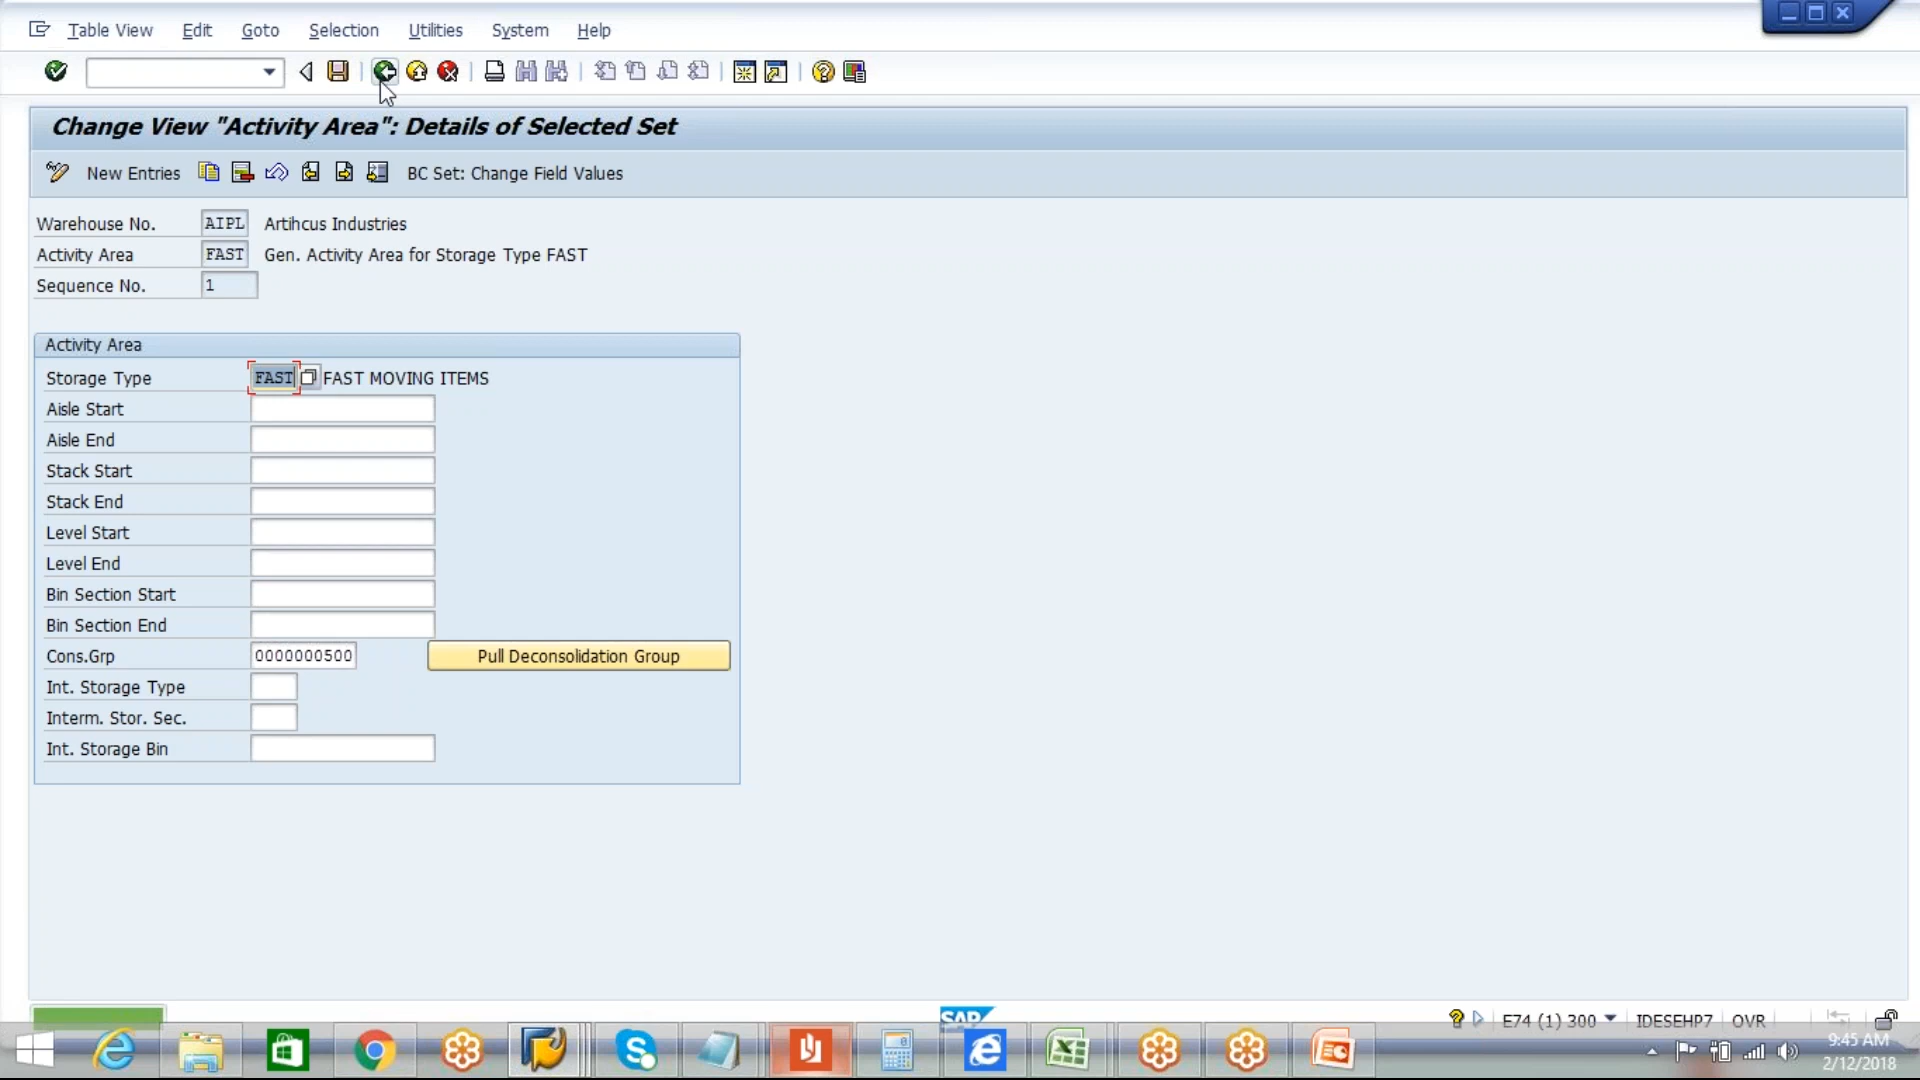 Table View Edit Goto Selection Utilities System Help
Change View "Activity Area": Details of Selected Set
New Entries BC Set: Change Field Values
Warehouse No. AIPL Artihcus Industries
Activity Area FAST Gen. Activity Area for Storage Type FAST
Sequence No. 1
Activity Area
Storage Type FAST FAST MOVING ITEMS
Aisle Start
Aisle End
Stack Start
Stack End
Level Start
Level End
Bin Section Start
Bin Section End
Cons.Grp 0000000500 Pull Deconsolidation Group
Int. Storage Type
Interm. Stor. Sec.
Int. Storage Bin
SAP E74 (1) 300 IDESEHP7 OVR
9:45 AM
2/12/2018